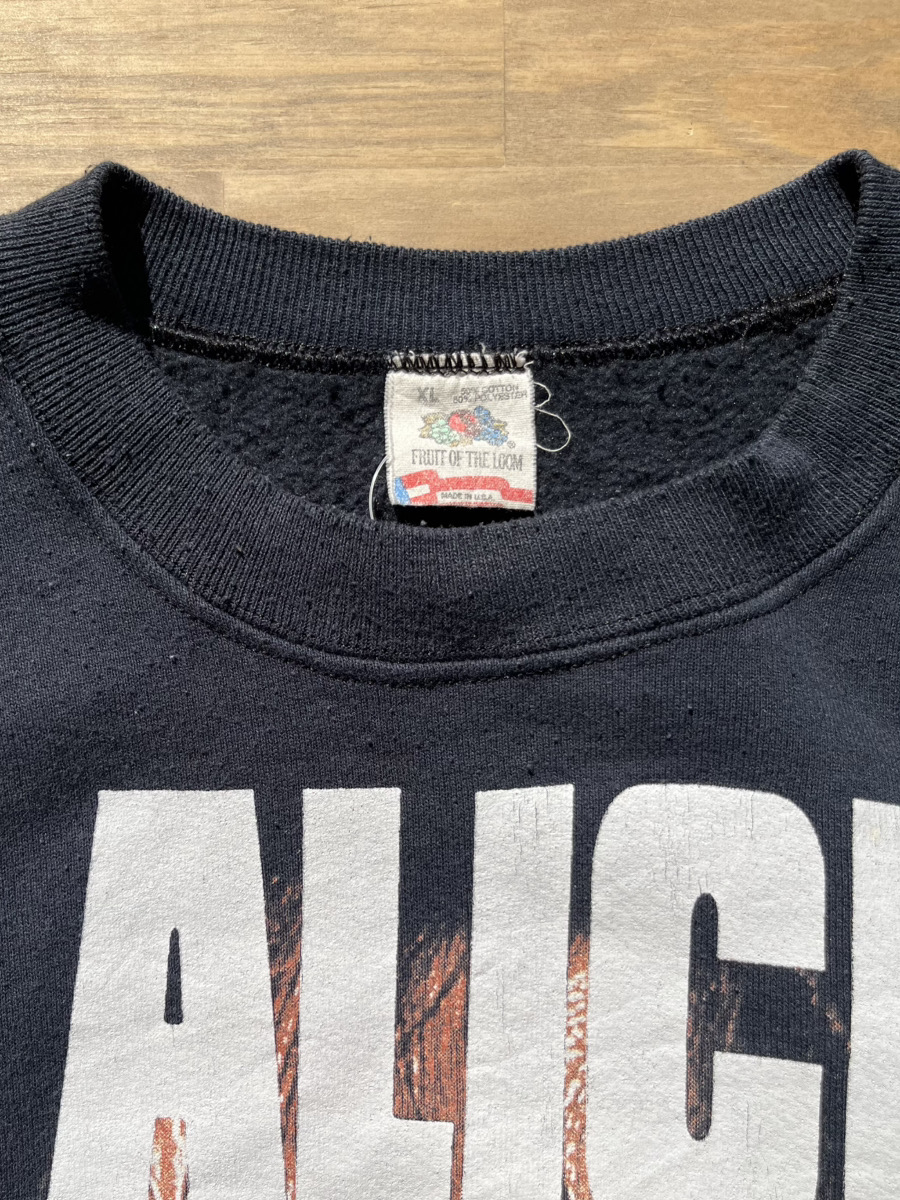 XL
50% COTTON
50% POLYESTER
FRUIT OF THE LOOM
®
MADE IN U.S.A.
ALIC